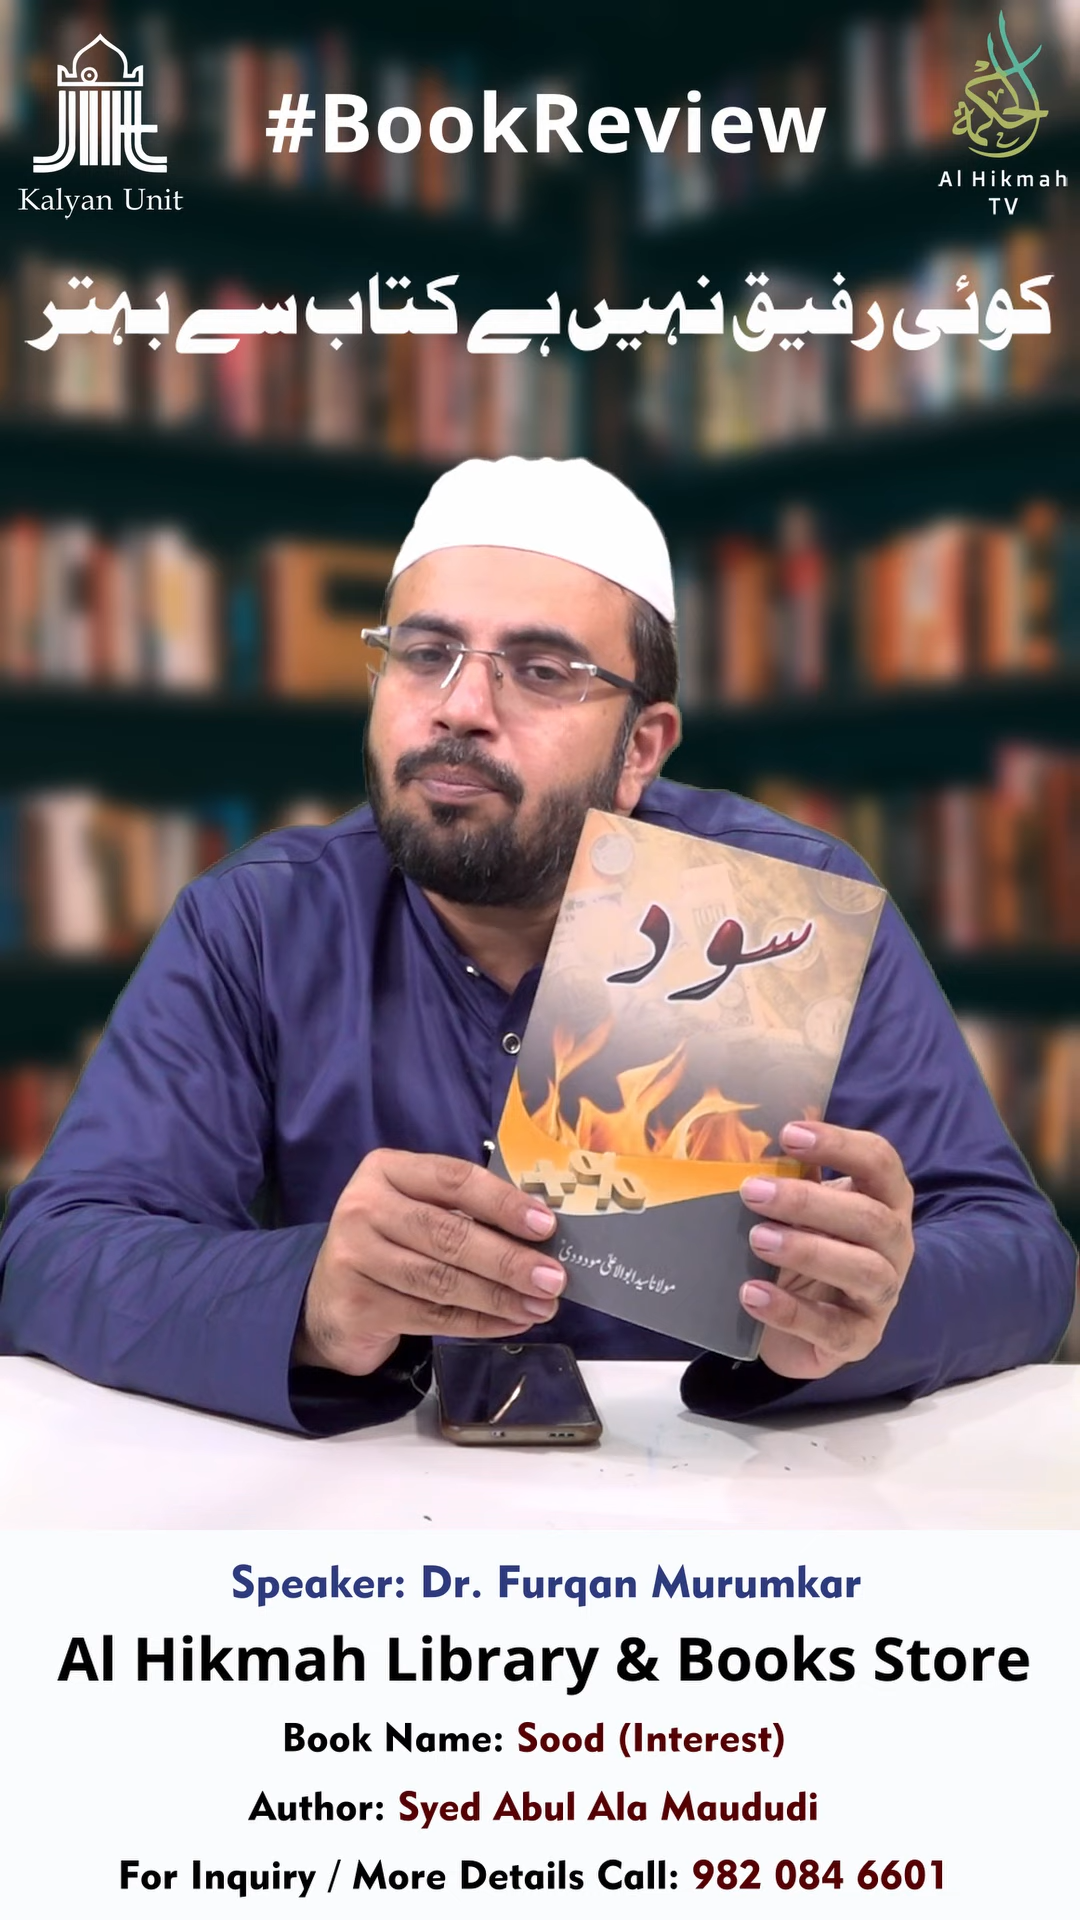 #BookReview
Kalyan Unit
الحكمة
Al Hikmah
TV
کوئی رفیق نہیں ہے کتاب سے بہتر
سود
%
مولانا سید ابوالاعلیٰ مودودیؒ
Speaker: Dr. Furqan Murumkar
Al Hikmah Library & Books Store
Book Name: Sood (Interest)
Author: Syed Abul Ala Maududi
For Inquiry / More Details Call: 982 084 6601